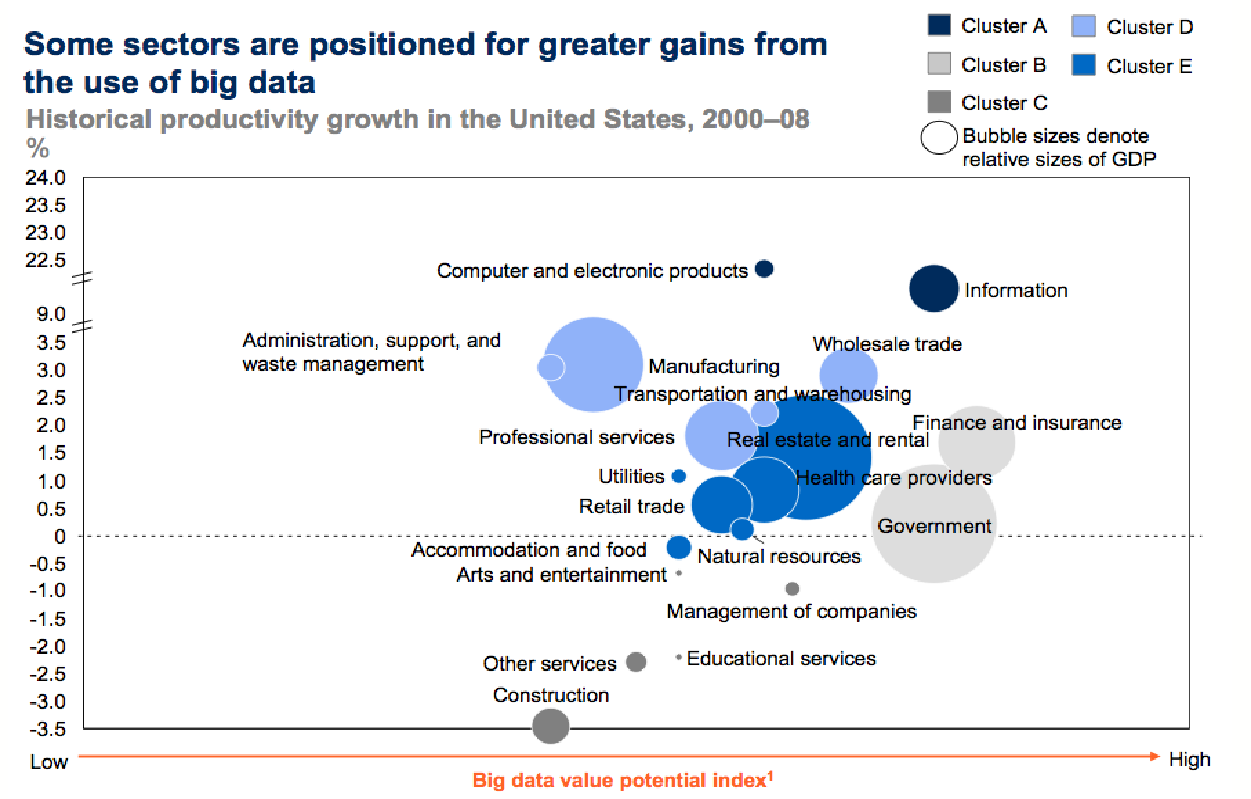 Some sectors are positioned for greater gains from
the use of big data
Historical productivity growth in the United States, 2000–08
%
Cluster A
Cluster D
Cluster B
Cluster E
Cluster C
Bubble sizes denote
relative sizes of GDP
24.0
23.5
23.0
22.5
9.0
3.5
3.0
2.5
2.0
1.5
1.0
0.5
0
-0.5
-1.0
-1.5
-2.0
-2.5
-3.0
-3.5
Computer and electronic products
Information
Administration, support, and
waste management
Wholesale trade
Manufacturing
Transportation and warehousing
Finance and insurance
Professional services
Real estate and rental
Utilities
Health care providers
Retail trade
Government
Accommodation and food
Natural resources
Arts and entertainment
Management of companies
Other services
Educational services
Construction
Low
High
Big data value potential index¹